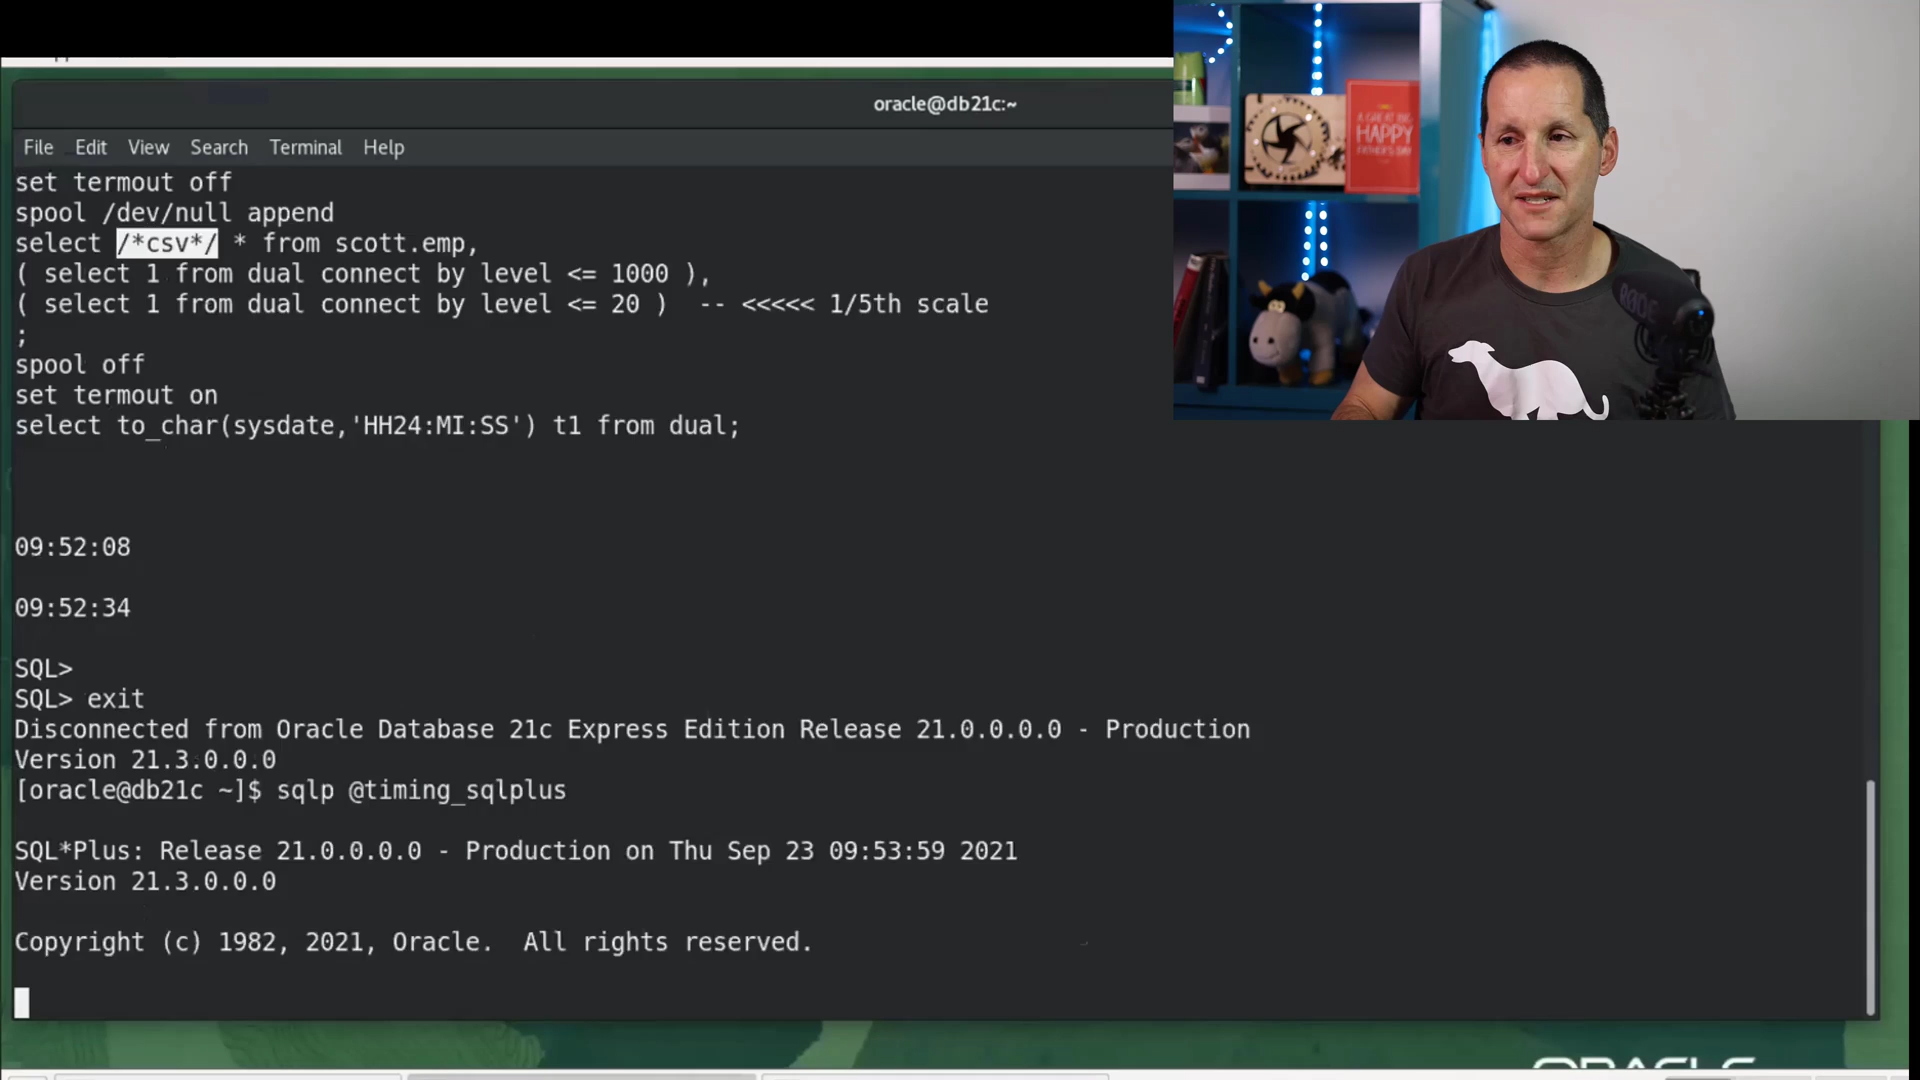 oracle@db21c:~
File Edit View Search Terminal Help
set termout off
spool /dev/null append
select /*csv*/ * from scott.emp,
( select 1 from dual connect by level <= 1000 ),
( select 1 from dual connect by level <= 20 )  -- <<<<< 1/5th scale
;
spool off
set termout on
select to_char(sysdate,'HH24:MI:SS') t1 from dual;
09:52:08
09:52:34
SQL>
SQL> exit
Disconnected from Oracle Database 21c Express Edition Release 21.0.0.0.0 - Production
Version 21.3.0.0.0
[oracle@db21c ~]$ sqlp @timing_sqlplus
SQL*Plus: Release 21.0.0.0.0 - Production on Thu Sep 23 09:53:59 2021
Version 21.3.0.0.0
Copyright (c) 1982, 2021, Oracle.  All rights reserved.
A GREAT BIG
HAPPY
FATHER'S DAY
RØDE
ORACLE